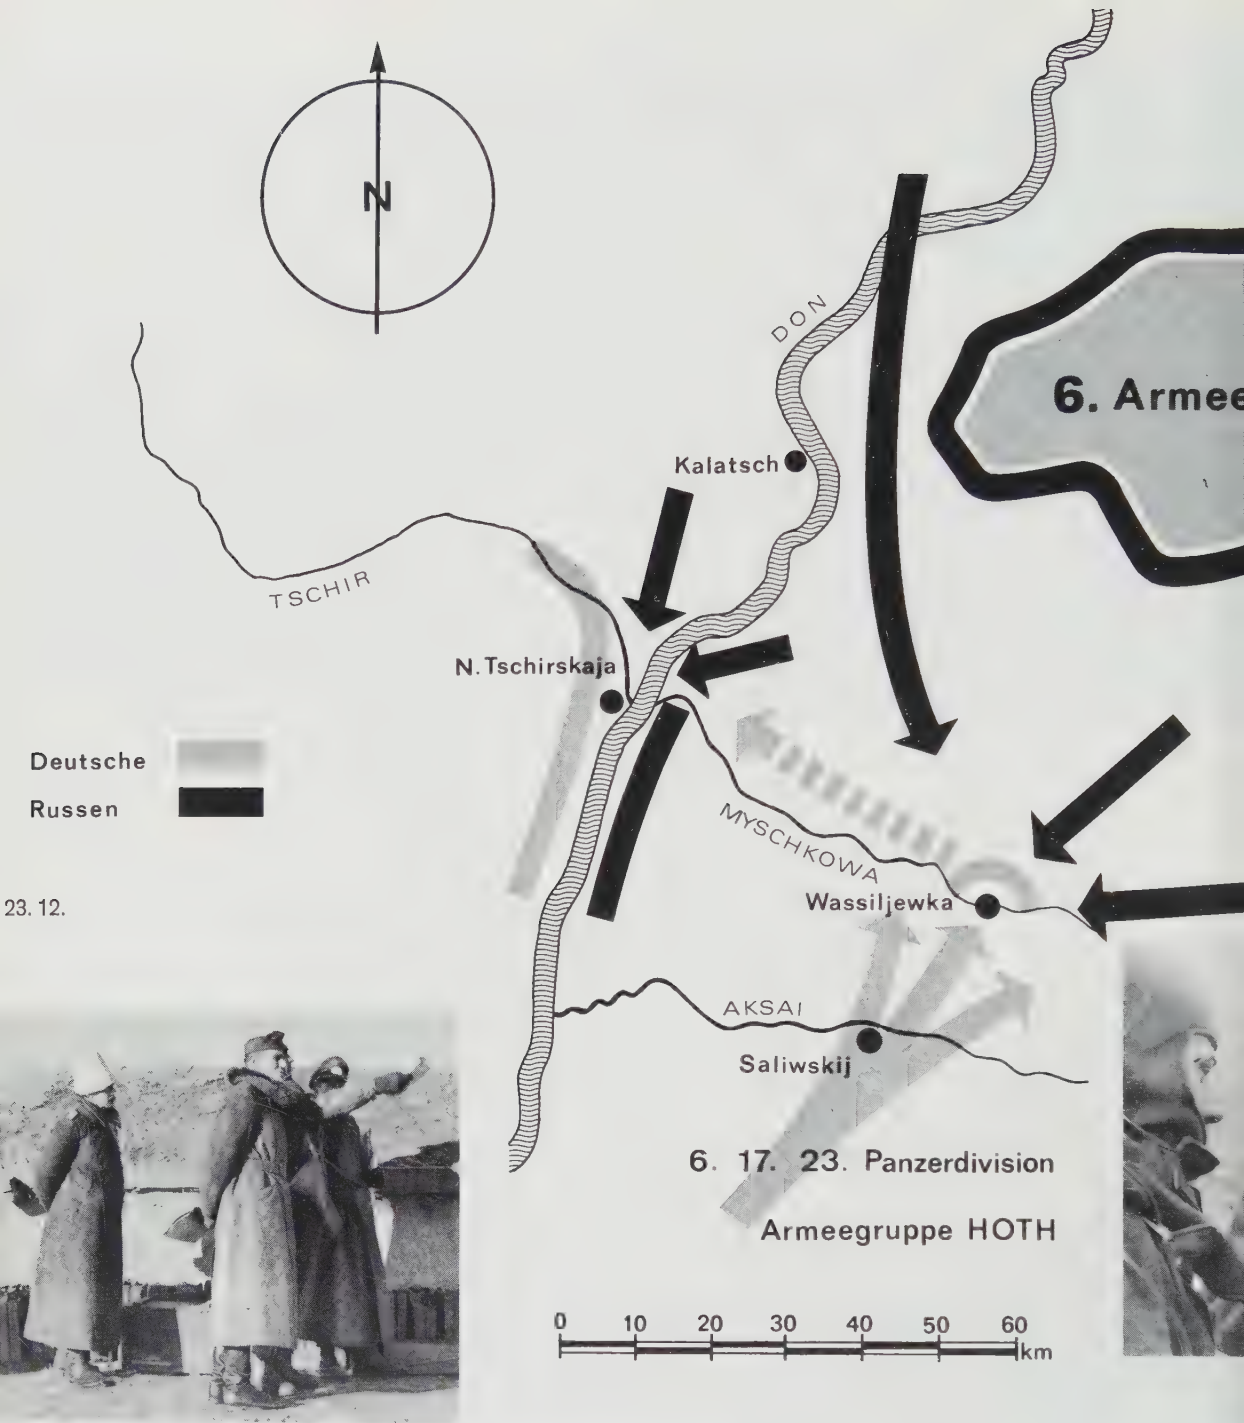 N
DON
6. Armee
Kalatsch
TSCHIR
N. Tschirskaja
Deutsche
Russen
MYSCHKOWA
Wassiljewka
23. 12.
AKSAI
Saliwskij
6. 17. 23. Panzerdivision
Armeegruppe HOTH
0 10 20 30 40 50 60
km